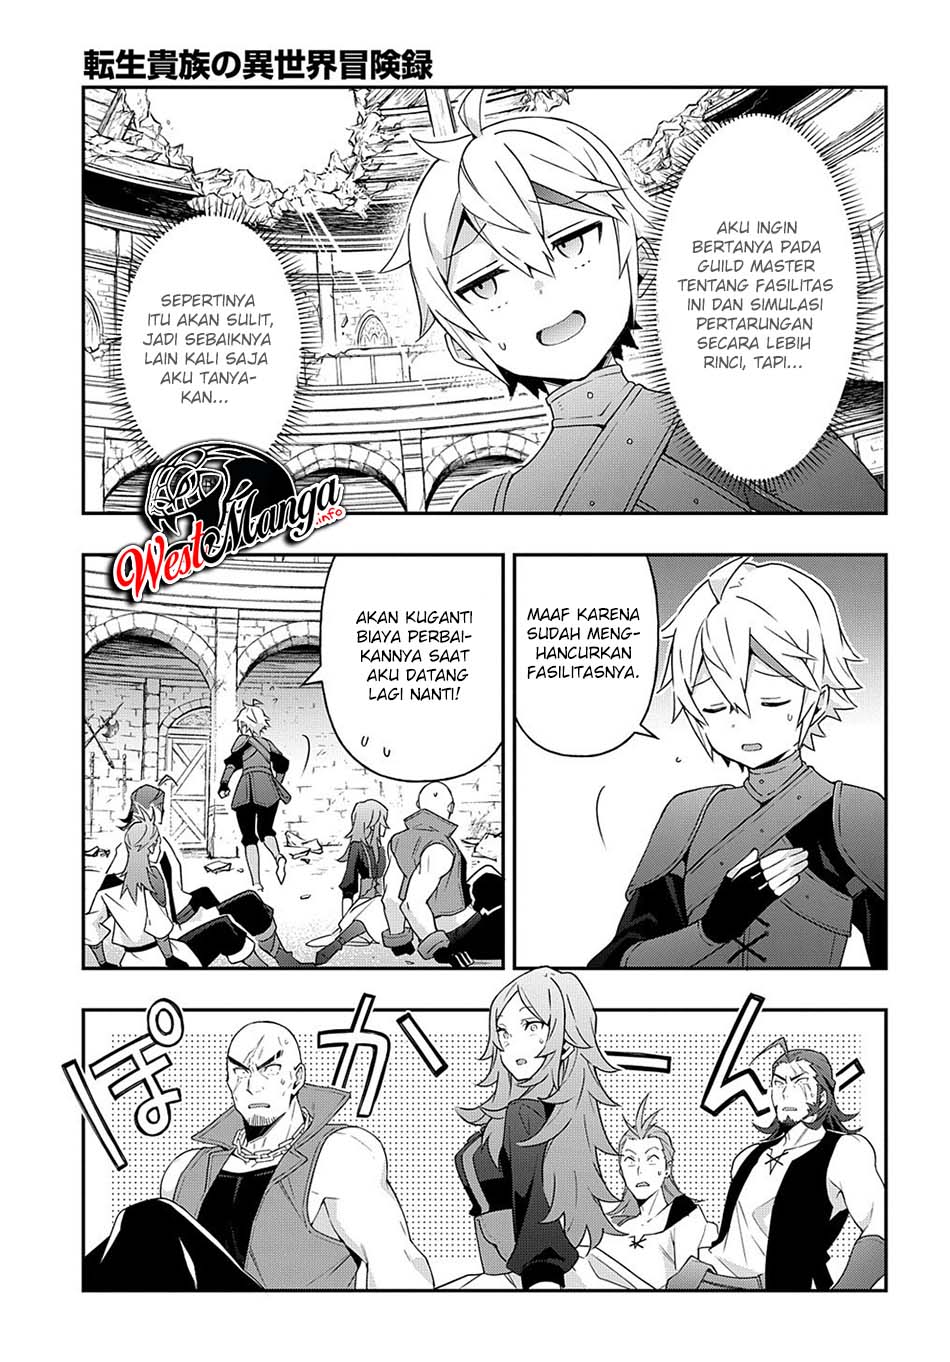 転生貴族の異世界冒険録
AKU INGIN
BERTANYA PADA
GUILD MASTER
TENTANG FASILITAS
INI DAN SIMULASI
PERTARUNGAN
SECARA LEBIH
RINCI, TAPI...
SEPERTINYA
ITU AKAN SULIT,
JADI SEBAIKNYA
LAIN KALI SAJA
AKU TANYA-
KAN...
WestManga
.info
MAAF KARENA
SUDAH MENG-
HANCURKAN
FASILITASNYA.
AKAN KUGANTI
BIAYA PERBAI-
KANNYA SAAT
AKU DATANG
LAGI NANTI!
ぽかーん